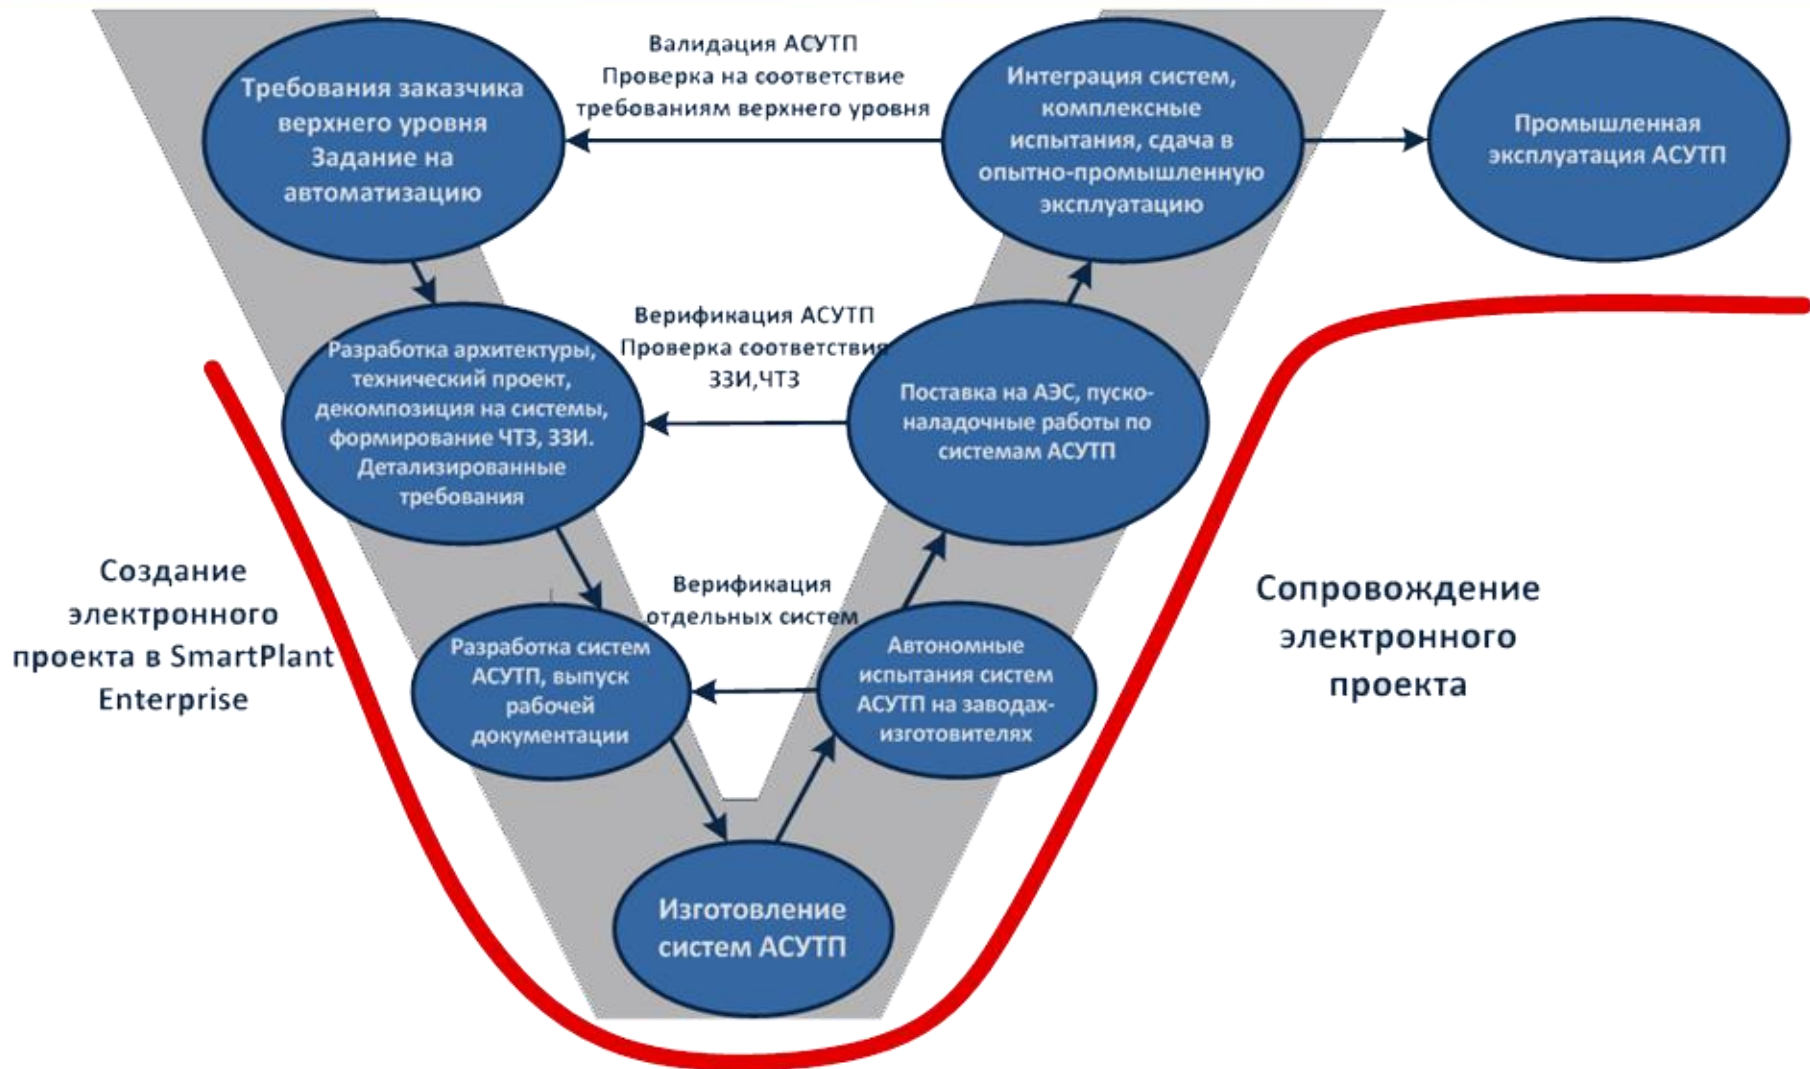 Требования заказчика
верхнего уровня
Задание на
автоматизацию
Валидация АСУТП
Проверка на соответствие
требованиям верхнего уровня
Интеграция систем,
комплексные
испытания, сдача в
опытно-промышленную
эксплуатацию
Промышленная
эксплуатация АСУТП
Разработка архитектуры,
технический проект,
декомпозиция на системы,
формирование ЧТЗ, ЗЗИ.
Детализированные
требования
Верификация АСУТП
Проверка соответствия
ЗЗИ,ЧТЗ
Поставка на АЭС, пуско-
наладочные работы по
системам АСУТП
Создание
электронного
проекта в SmartPlant
Enterprise
Разработка систем
АСУТП, выпуск
рабочей
документации
Верификация
отдельных систем
Автономные
испытания систем
АСУТП на заводах-
изготовителях
Сопровождение
электронного
проекта
Изготовление
систем АСУТП